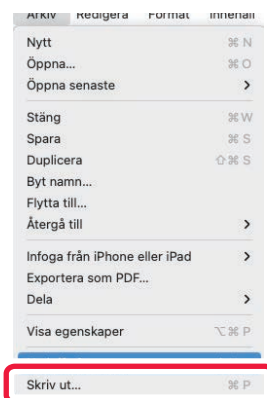 Arkiv Redigera Format Innehåll
Nytt ⌘ N
Öppna... ⌘ O
Öppna senaste >
Stäng ⌘ W
Spara ⌘ S
Duplicera ⇧ ⌘ S
Byt namn...
Flytta till...
Återgå till >
Infoga från iPhone eller iPad >
Exportera som PDF...
Dela >
Visa egenskaper ⌥ ⌘ P
Skriv ut... ⌘ P